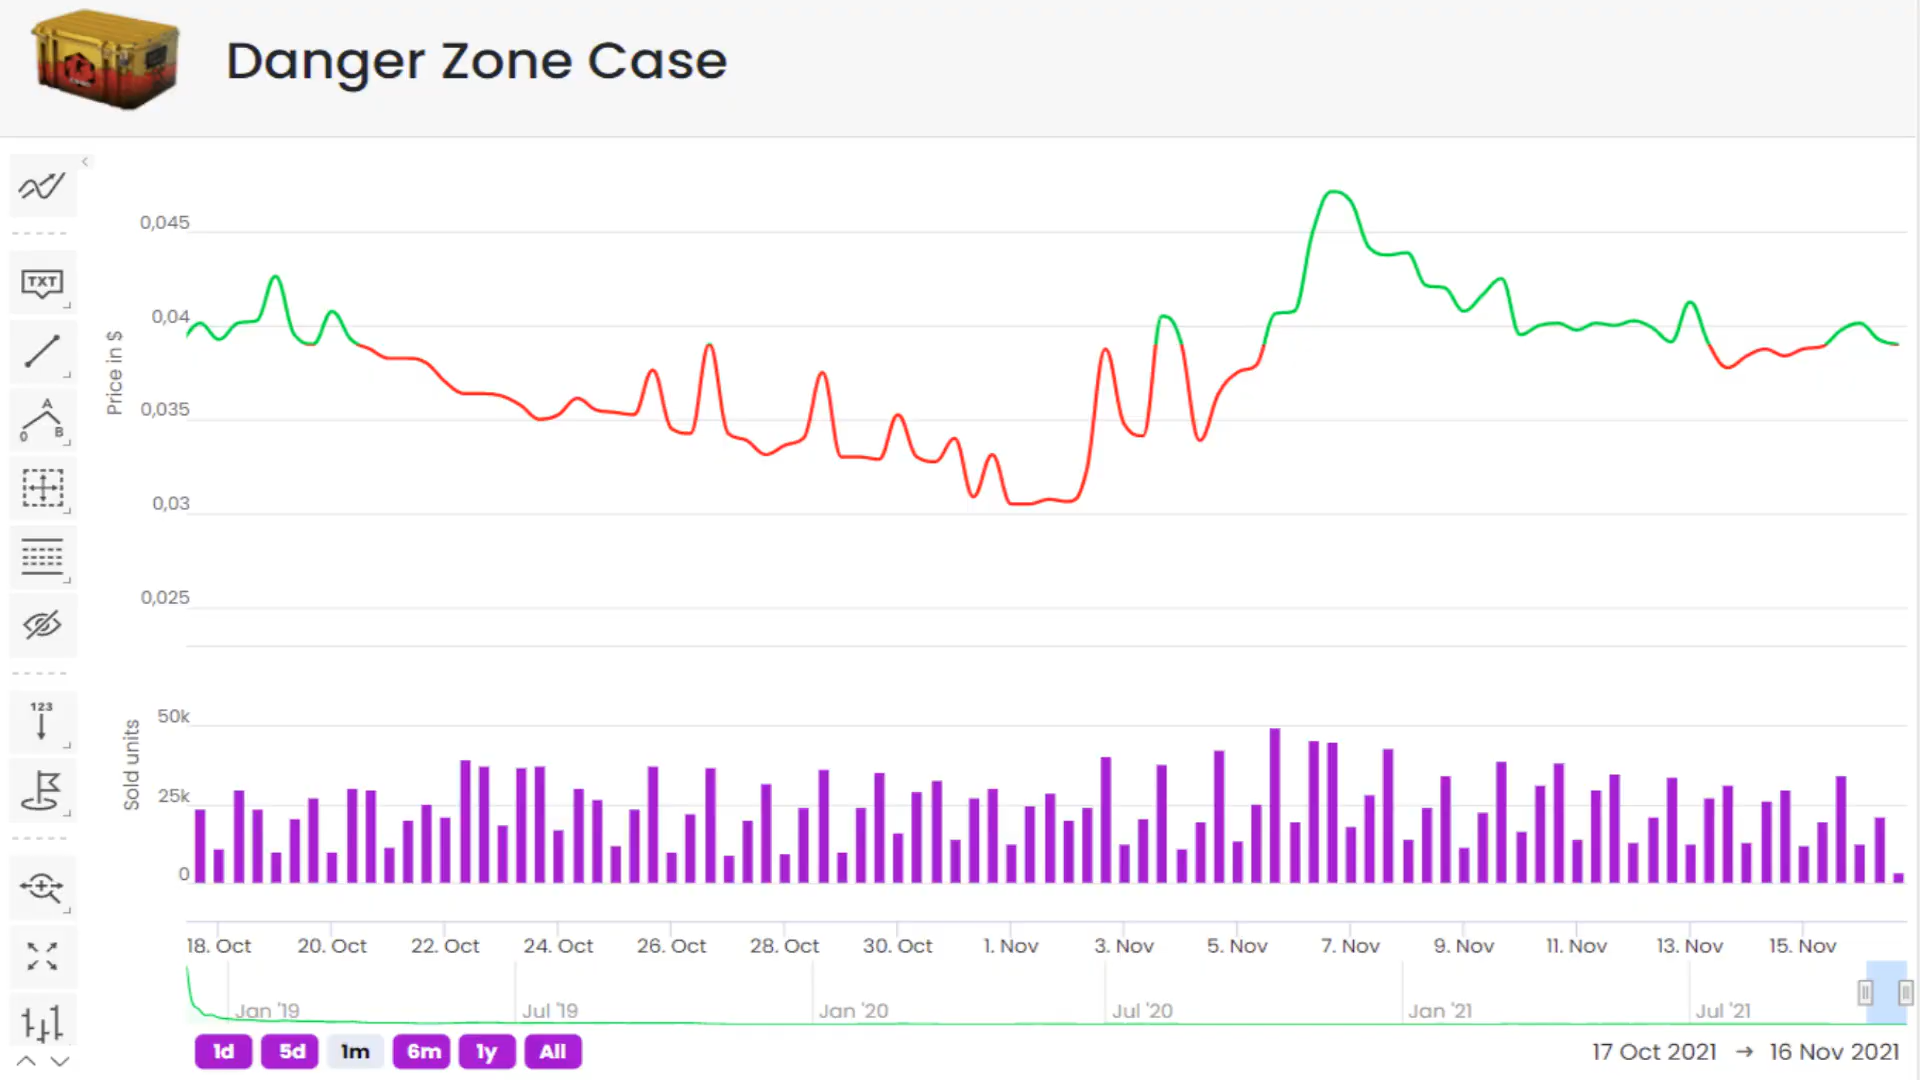 Danger Zone Case
TXT
A
0 B
123
Price in $
0,045
0,04
0,035
0,03
0,025
Sold units
50k
25k
0
18. Oct 20. Oct 22. Oct 24. Oct 26. Oct 28. Oct 30. Oct 1. Nov 3. Nov 5. Nov 7. Nov 9. Nov 11. Nov 13. Nov 15. Nov
Jan '19 Jul '19 Jan '20 Jul '20 Jan '21 Jul '21
1d 5d 1m 6m 1y All 17 Oct 2021 → 16 Nov 2021